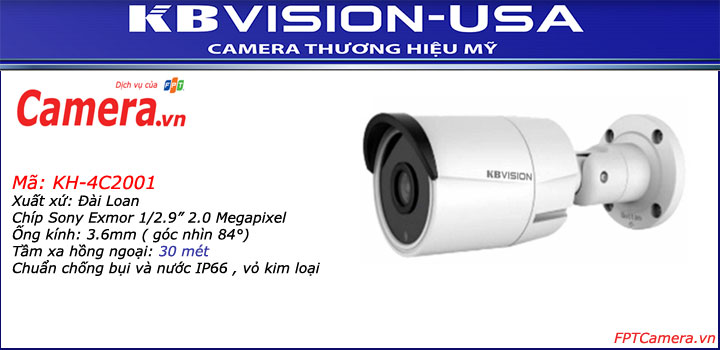 KBVISION-USA
CAMERA THƯƠNG HIỆU MỸ
Dịch vụ của FPT
Camera.vn
Mã: KH-4C2001
Xuất xứ: Đài Loan
Chíp Sony Exmor 1/2.9” 2.0 Megapixel
Ống kính: 3.6mm ( góc nhìn 84°)
Tầm xa hồng ngoại: 30 mét
Chuẩn chống bụi và nước IP66 , vỏ kim loại
KBVISION
FPTCamera.vn